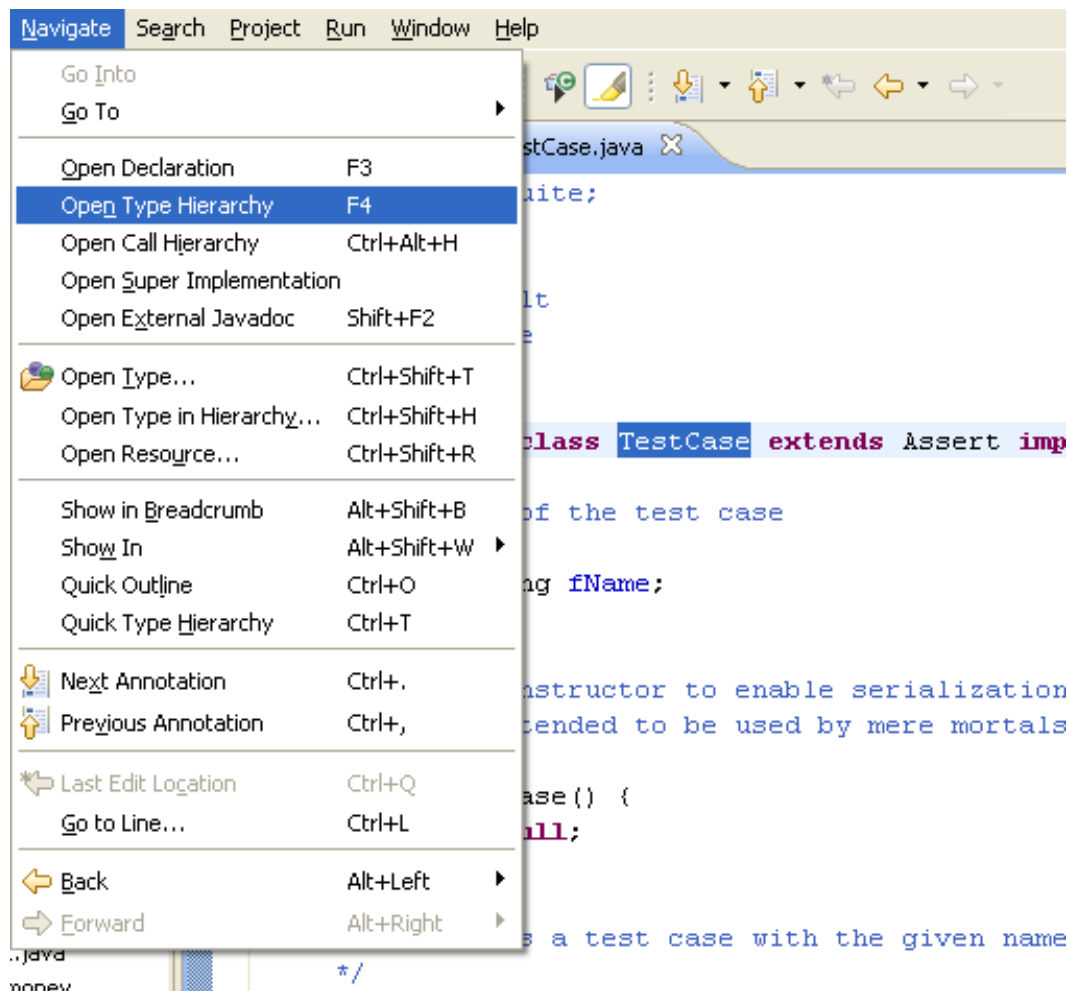 Navigate Search Project Run Window Help
Go Into
Go To
Open Declaration F3
Open Type Hierarchy F4
Open Call Hierarchy Ctrl+Alt+H
Open Super Implementation
Open External Javadoc Shift+F2
Open Type... Ctrl+Shift+T
Open Type in Hierarchy... Ctrl+Shift+H
Open Resource... Ctrl+Shift+R
Show in Breadcrumb Alt+Shift+B
Show In Alt+Shift+W
Quick Outline Ctrl+O
Quick Type Hierarchy Ctrl+T
Next Annotation Ctrl+.
Previous Annotation Ctrl+,
Last Edit Location Ctrl+Q
Go to Line... Ctrl+L
Back Alt+Left
Forward Alt+Right
stCase.java
uite;
lt
e
class TestCase extends Assert imp
of the test case
ng fName;
nstructor to enable serialization
tended to be used by mere mortals
ase() {
ull;
s a test case with the given name
*/
.java
money